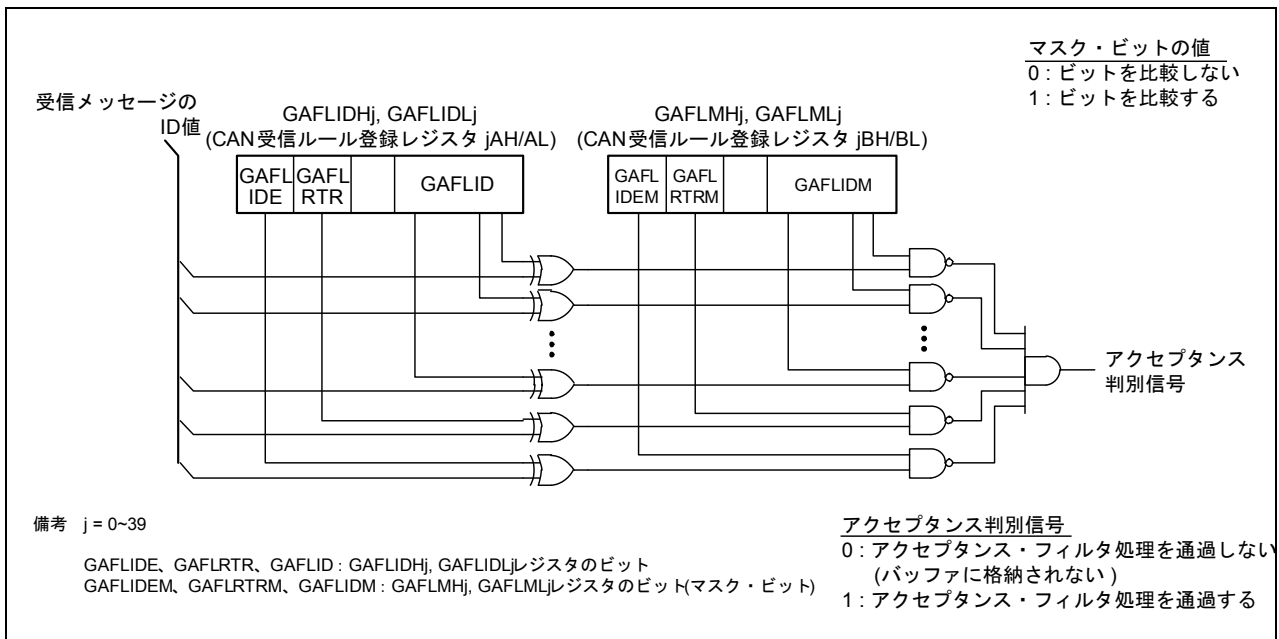 マスク・ビットの値
0 : ビットを比較しない
1 : ビットを比較する
受信メッセージの
ID値
GAFLIDHj, GAFLIDLj
(CAN受信ルール登録レジスタ jAH/AL)
GAFLMHj, GAFLMLj
(CAN受信ルール登録レジスタ jBH/BL)
GAFL
IDE
GAFL
RTR
GAFLID
GAFL
IDEM
GAFL
RTRM
GAFLIDM
アクセプタンス
判別信号
備考 j = 0~39
GAFLIDE、GAFLRTR、GAFLID : GAFLIDHj, GAFLIDLjレジスタのビット
GAFLIDEM、GAFLRTRM、GAFLIDM : GAFLMHj, GAFLMLjレジスタのビット(マスク・ビット)
アクセプタンス判別信号
0 : アクセプタンス・フィルタ処理を通過しない
(バッファに格納されない )
1 : アクセプタンス・フィルタ処理を通過する